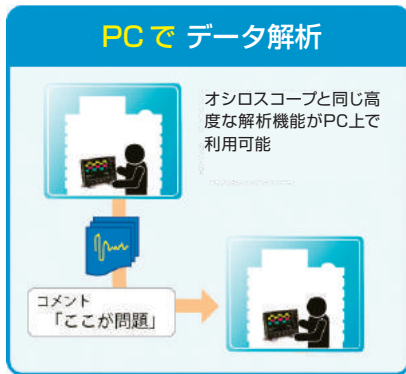 PCで データ解析
オシロスコープと同じ高
度な解析機能がPC上で
利用可能
コメント
「ここが問題」